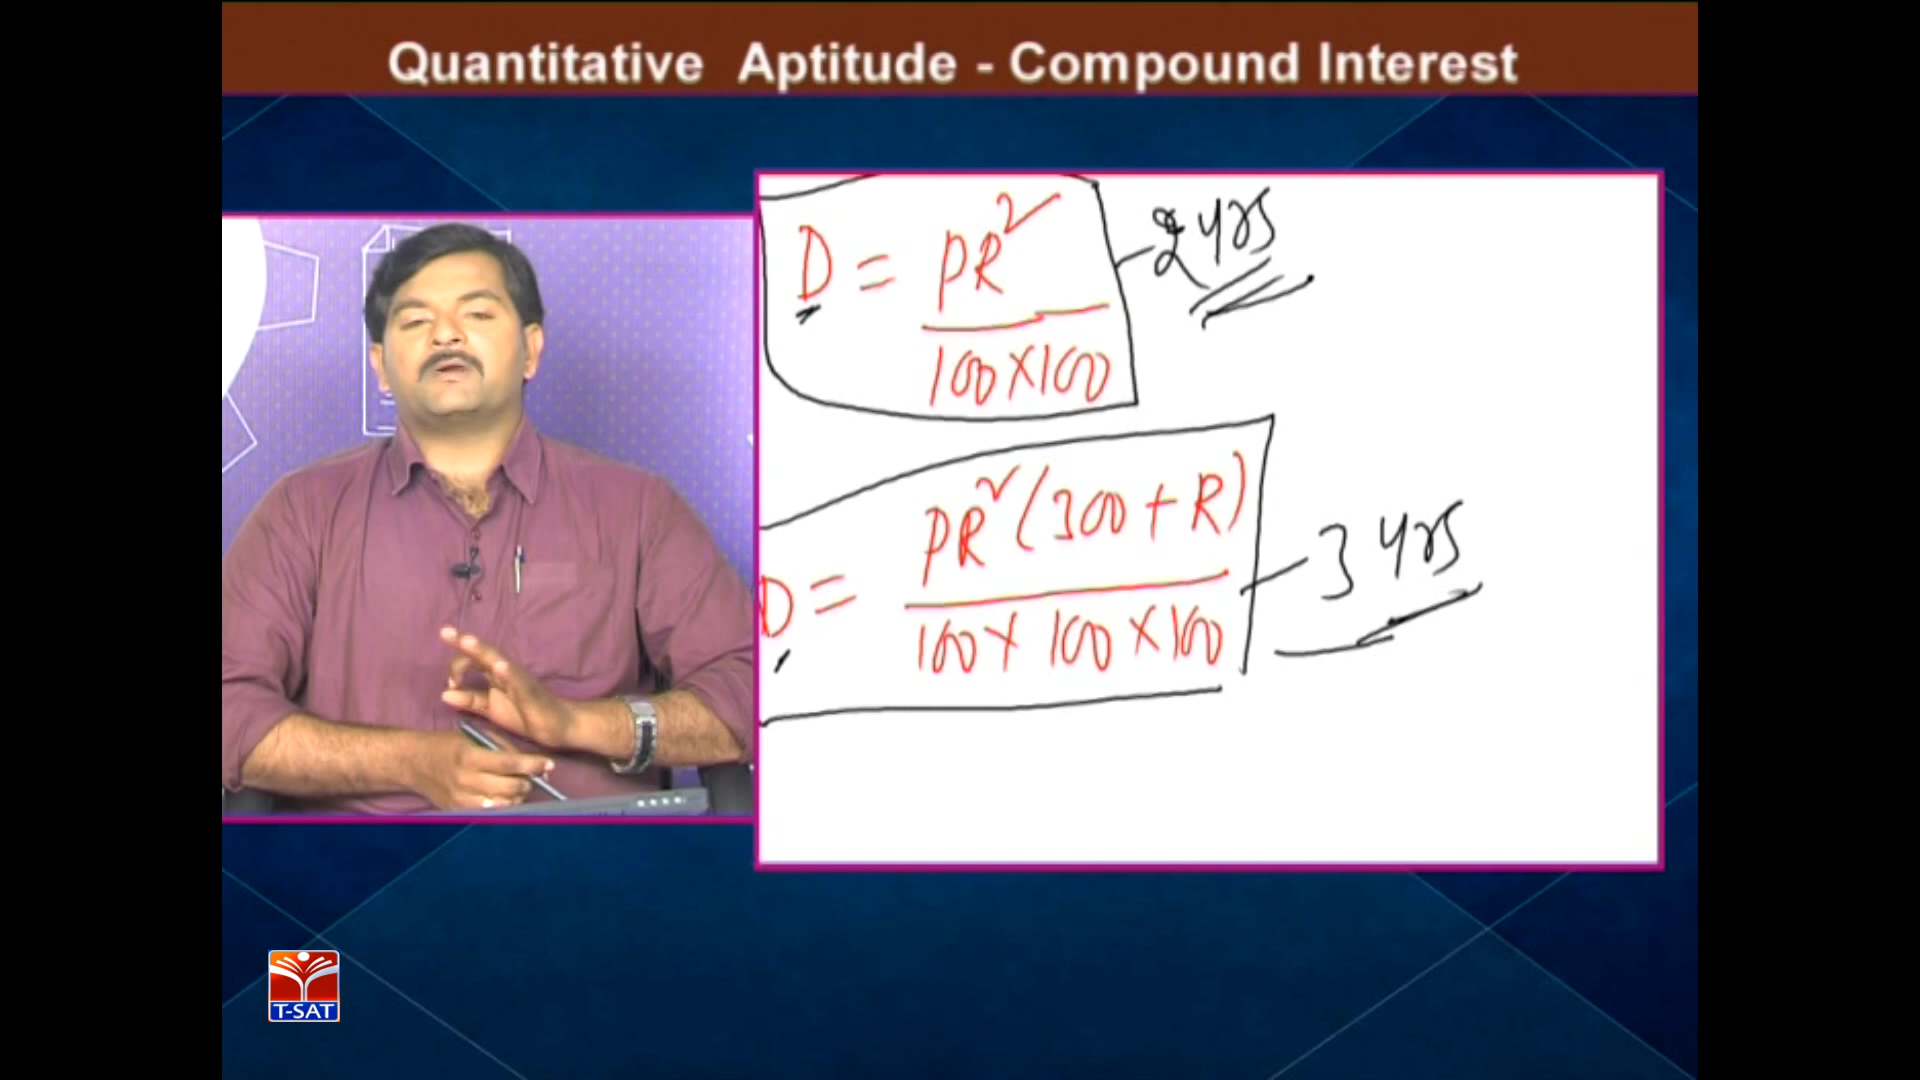 Quantitative Aptitude - Compound Interest
D = PR² - 2 yrs
100×100
PR²(300+R) - 3 yrs
D =
100× 100×100
T-SAT